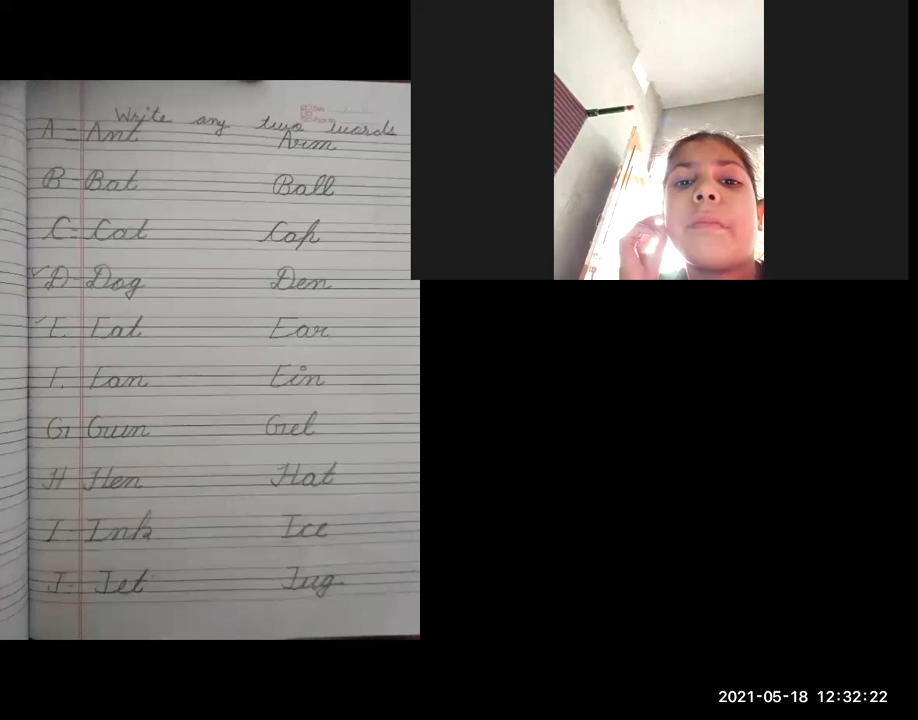 Write any two words
A = Ant Arm
B - Bat Ball
C = Cat Cap
D - Dog Den
E. Eat Ear
F. Fan Fin
G Gun Gel
H Hen Hat
I - Ink Ice
J - Jet Jug
2021-05-18 12:32:22